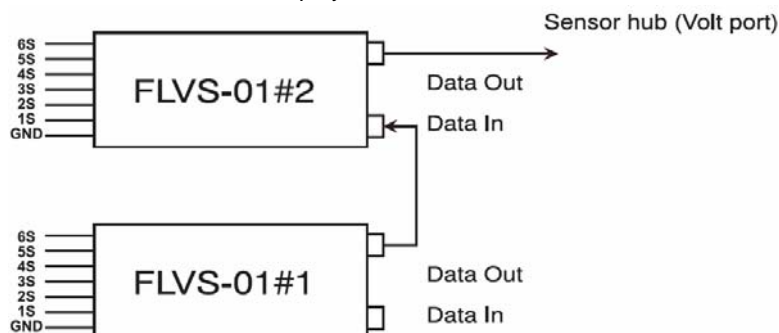 Sensor hub (Volt port)
6S
5S
4S
3S
2S
1S
GND
FLVS-01#2
Data Out
Data In
6S
5S
4S
3S
2S
1S
GND
FLVS-01#1
Data Out
Data In